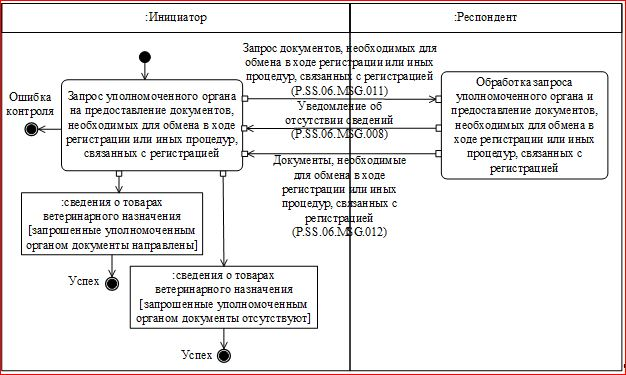 :Инициатор
:Респондент
Запрос документов, необходимых для
обмена в ходе регистрации или иных
процедур, связанных с регистрацией
(P.SS.06.MSG.011)
Уведомление об
отсутствии сведений
(P.SS.06.MSG.008)
Документы, необходимые
для обмена в ходе
регистрации или иных
процедур, связанных с
регистрацией
(P.SS.06.MSG.012)
Ошибка
контроля
Запрос уполномоченного органа
на предоставление документов,
необходимых для обмена в ходе
регистрации или иных процедур,
связанных с регистрацией
Обработка запроса
уполномоченного органа и
предоставление документов,
необходимых для обмена в
ходе регистрации или иных
процедур, связанных с
регистрацией
:сведения о товарах
ветеринарного назначения
[запрошенные уполномоченным
органом документы направлены]
Успех
:сведения о товарах
ветеринарного назначения
[запрошенные уполномоченным
органом документы отсутствуют]
Успех